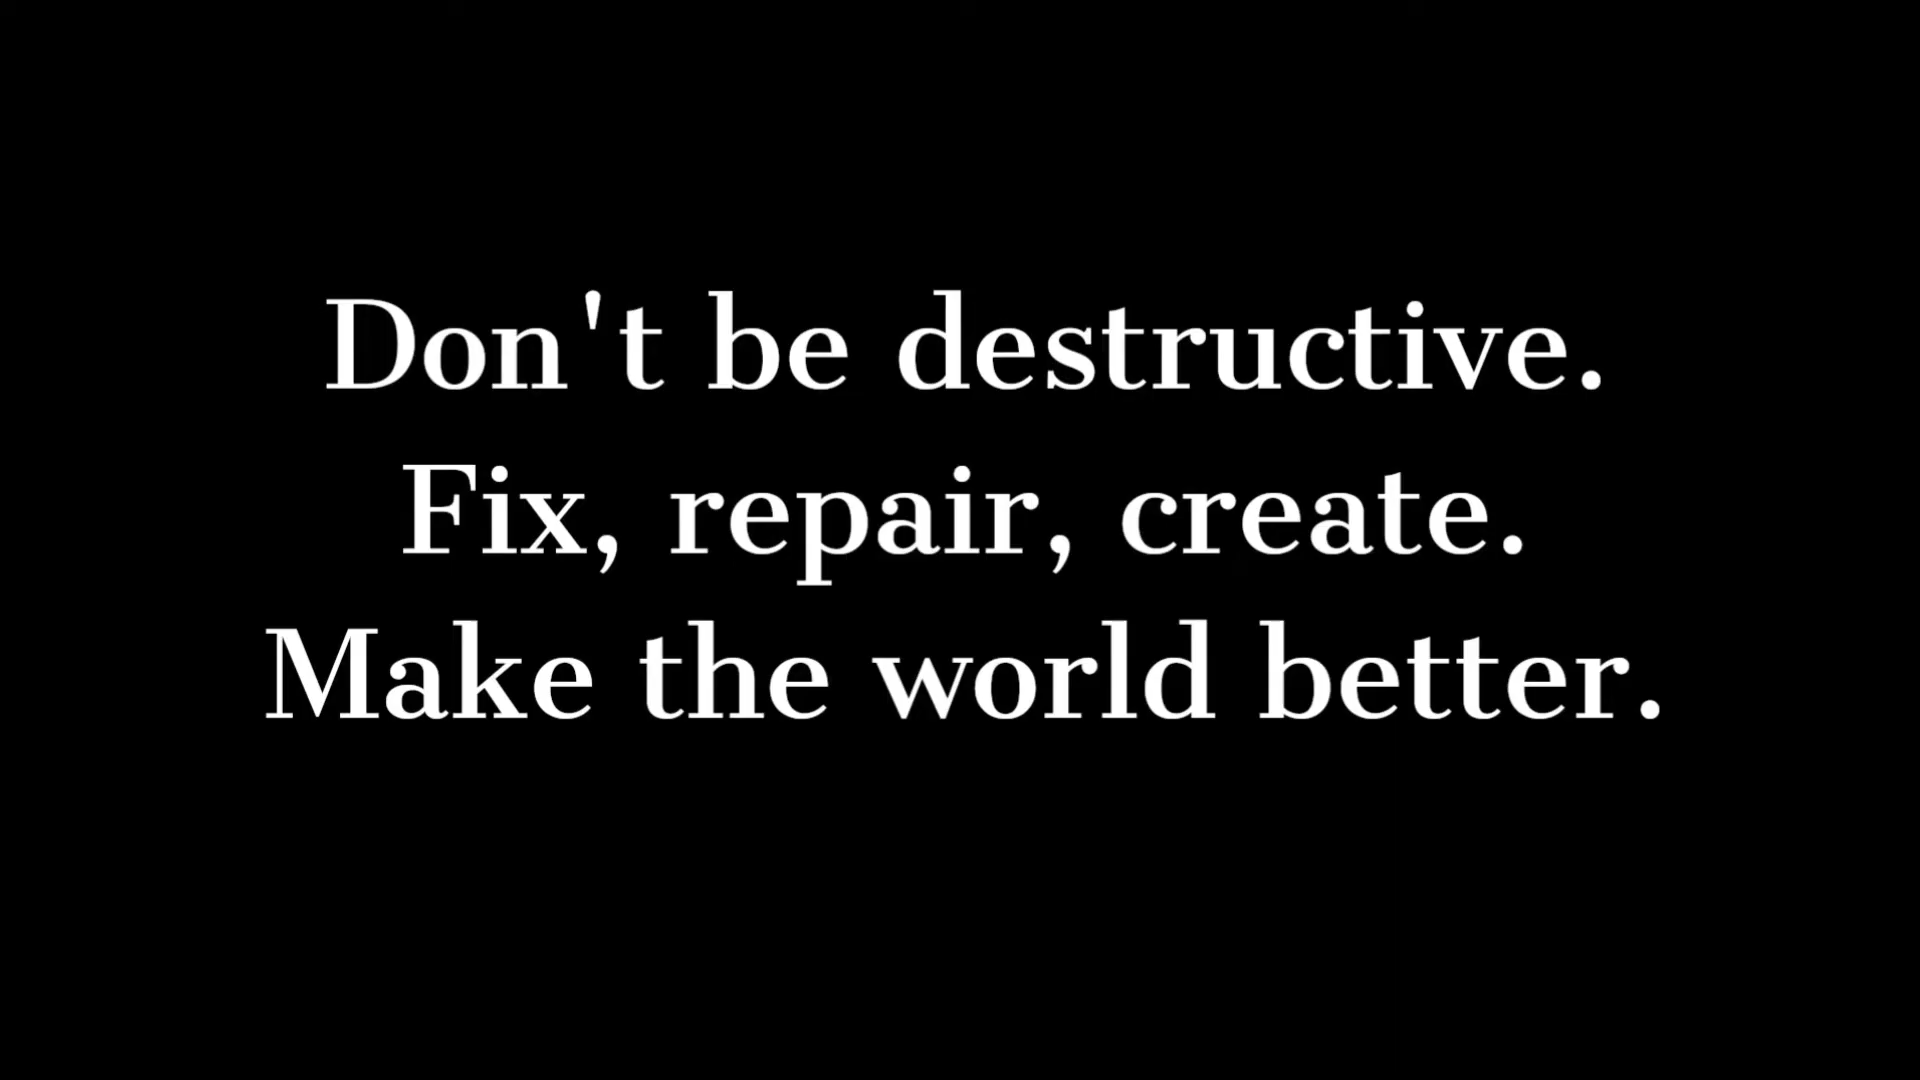 Don't be destructive.
Fix, repair, create.
Make the world better.